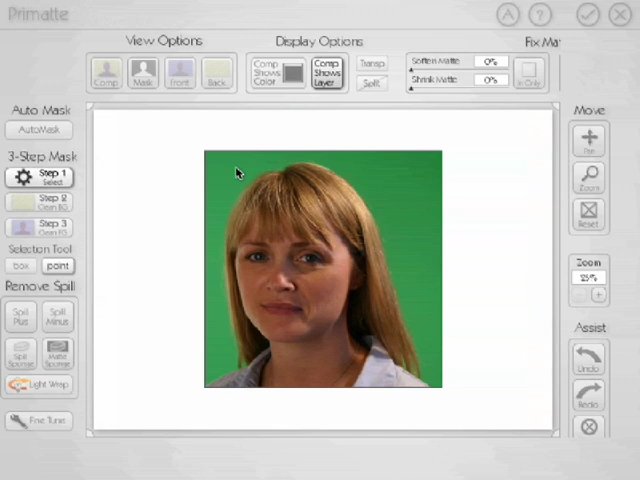 Primatte
A ?
View Options
Display Options
Fix Ma
Comp
Mask
Front
Back
Comp
Shows
Color
Comp
Shows
Layer
Transp
Split
Soften Matte 0%
Shrink Matte 0%
In Only
Auto Mask
AutoMask
3-Step Mask
Step 1
Select
Step 2
Clean BG
Step 3
Clean FG
Selection Tool
box
point
Remove Spill
Spill
Plus
Spill
Minus
Spill
Sponge
Matte
Sponge
Light Wrap
Fine Tune
Move
Pan
Zoom
Reset
Zoom
25%
- +
Assist
Undo
Redo